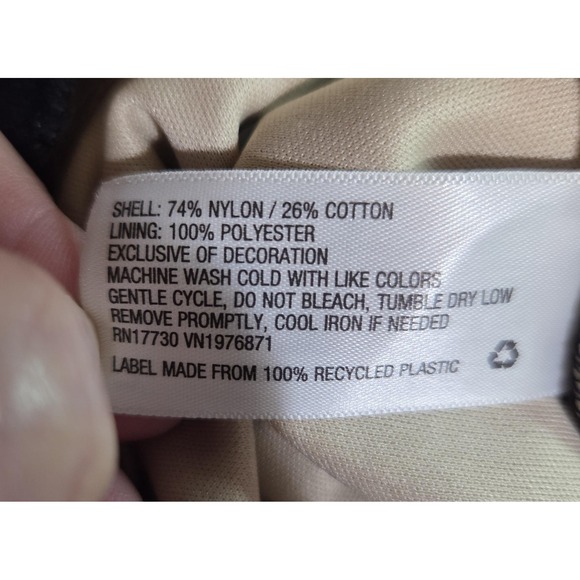 SHELL: 74% NYLON / 26% COTTON
LINING: 100% POLYESTER
EXCLUSIVE OF DECORATION
MACHINE WASH COLD WITH LIKE COLORS
GENTLE CYCLE, DO NOT BLEACH, TUMBLE DRY LOW
REMOVE PROMPTLY, COOL IRON IF NEEDED
RN17730 VN1976871
LABEL MADE FROM 100% RECYCLED PLASTIC